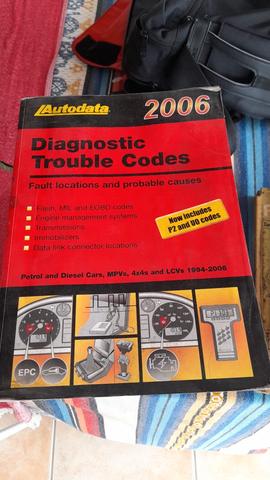 Autodata
2006
Diagnostic
Trouble Codes
Fault locations and probable causes
Flash, MIL and EOBD codes
Engine management systems
Transmissions
Immobilizers
Data link connector locations
Now includes
P2 and U0 codes
Petrol and Diesel Cars, MPVs, 4x4s and LCVs 1994-2006
EPC